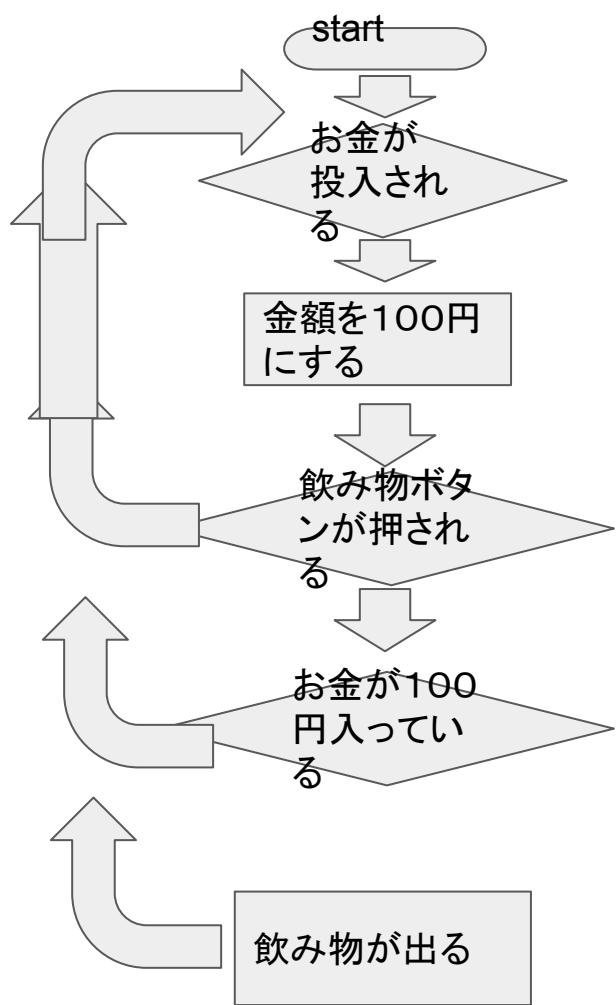 start
お金が
投入され
る
金額を１００円
にする
飲み物ボタ
ンが押され
る
お金が１００
円入ってい
る
飲み物が出る